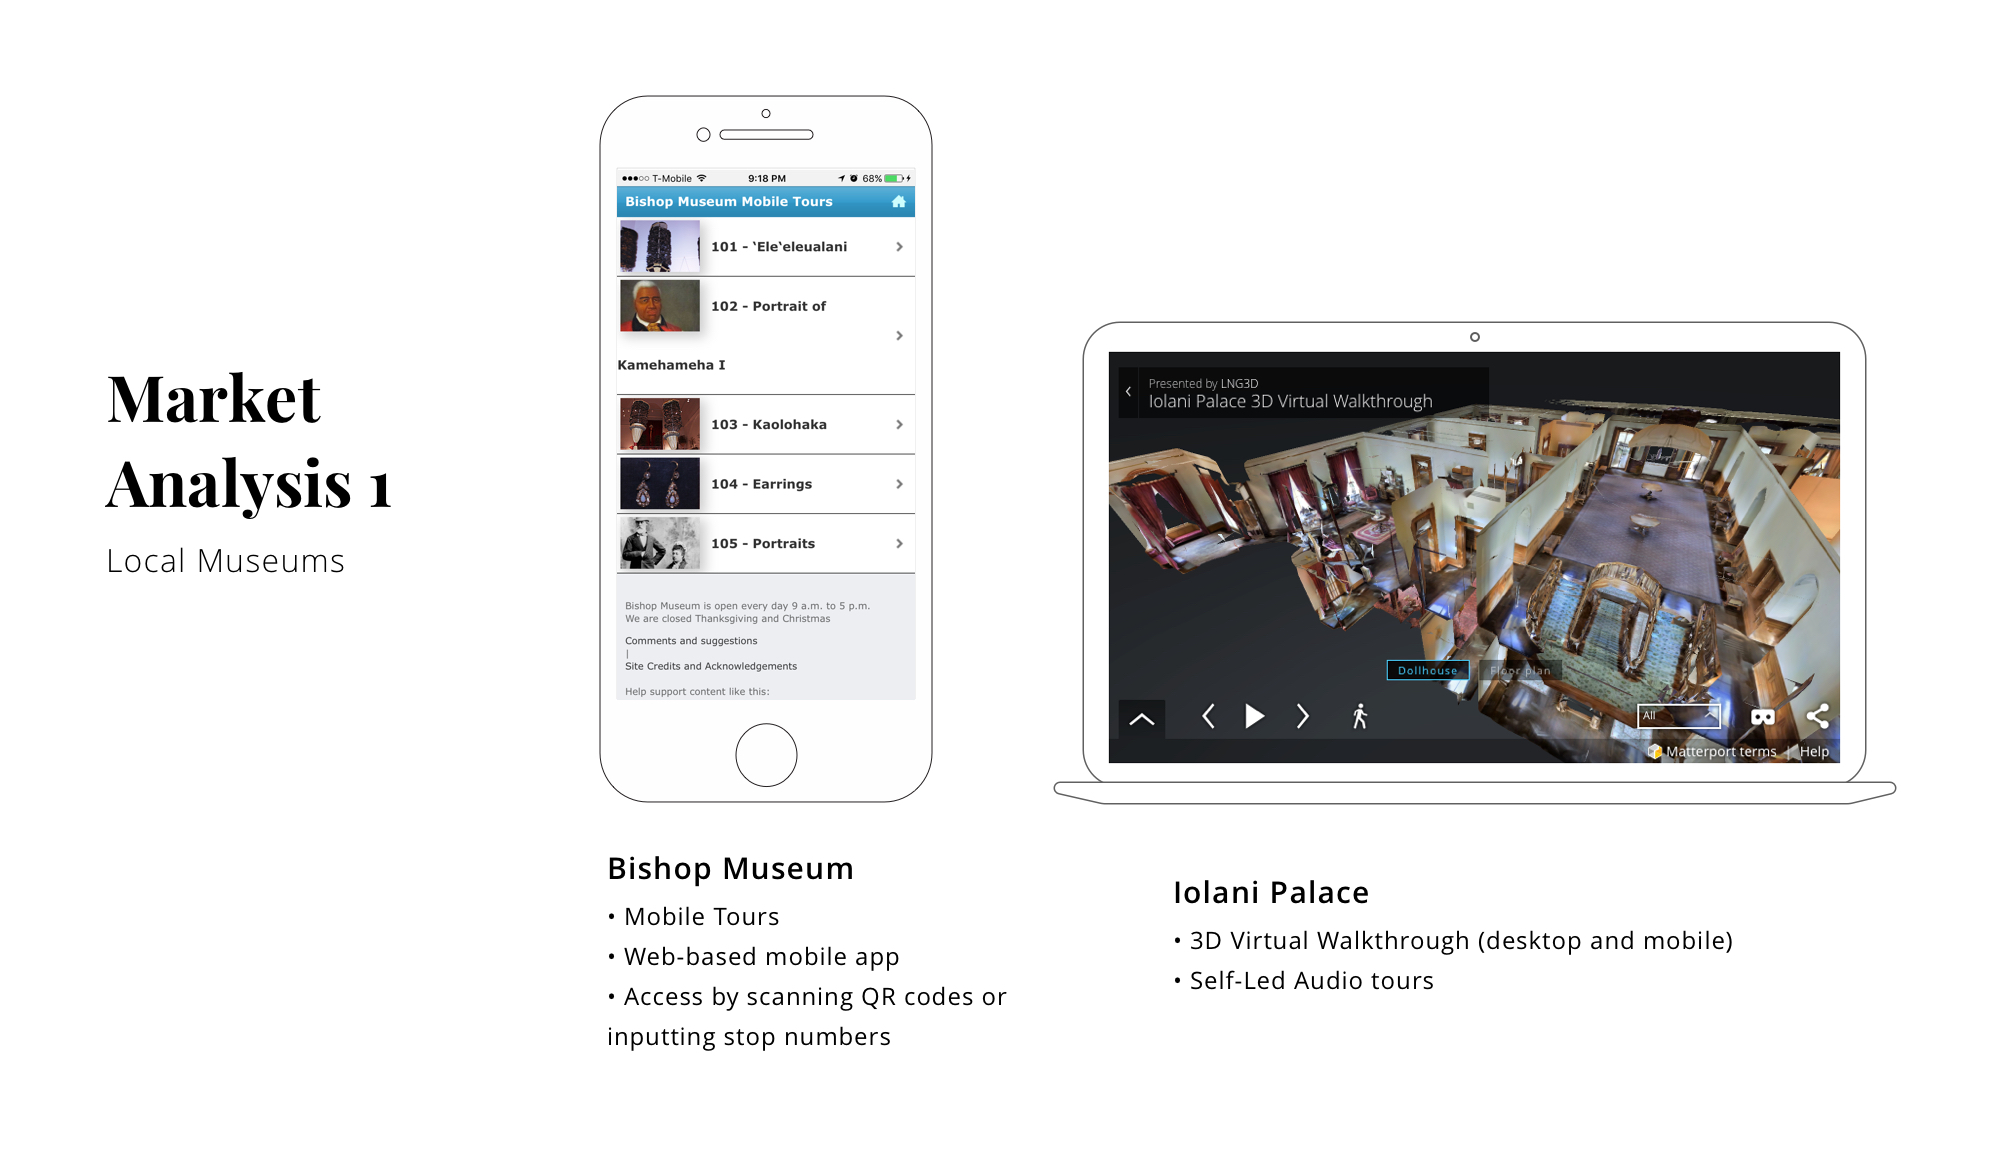 Market
Analysis 1
Local Museums
T-Mobile 9:18 PM 68%
Bishop Museum Mobile Tours
101 - ‘Ele‘eleualani
102 - Portrait of
Kamehameha I
103 - Kaolohaka
104 - Earrings
105 - Portraits
Bishop Museum is open every day 9 a.m. to 5 p.m.
We are closed Thanksgiving and Christmas
Comments and suggestions
|
Site Credits and Acknowledgements
Help support content like this:
Bishop Museum
• Mobile Tours
• Web-based mobile app
• Access by scanning QR codes or
inputting stop numbers
Presented by LNG3D
Iolani Palace 3D Virtual Walkthrough
Dollhouse
Floor plan
All
Matterport terms | Help
Iolani Palace
• 3D Virtual Walkthrough (desktop and mobile)
• Self-Led Audio tours